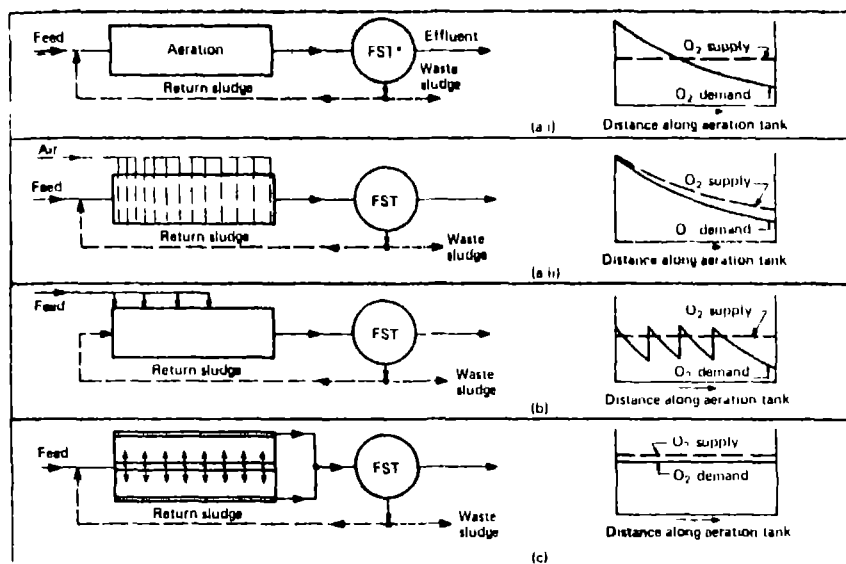 Feed
Aeration
FST*
Effluent
Return sludge
Waste
sludge
(a i)
O₂ supply
O₂ demand
Distance along aeration tank
Air
Feed
FST
Return sludge
Waste
sludge
(a ii)
O₂ supply
O
demand
Distance along aeration tank
Feed
FST
Return sludge
Waste
sludge
(b)
O₂ supply
O₂ demand
Distance along aeration tank
Feed
FST
Return sludge
Waste
sludge
(c)
O₂ supply
O₂ demand
Distance along aeration tank